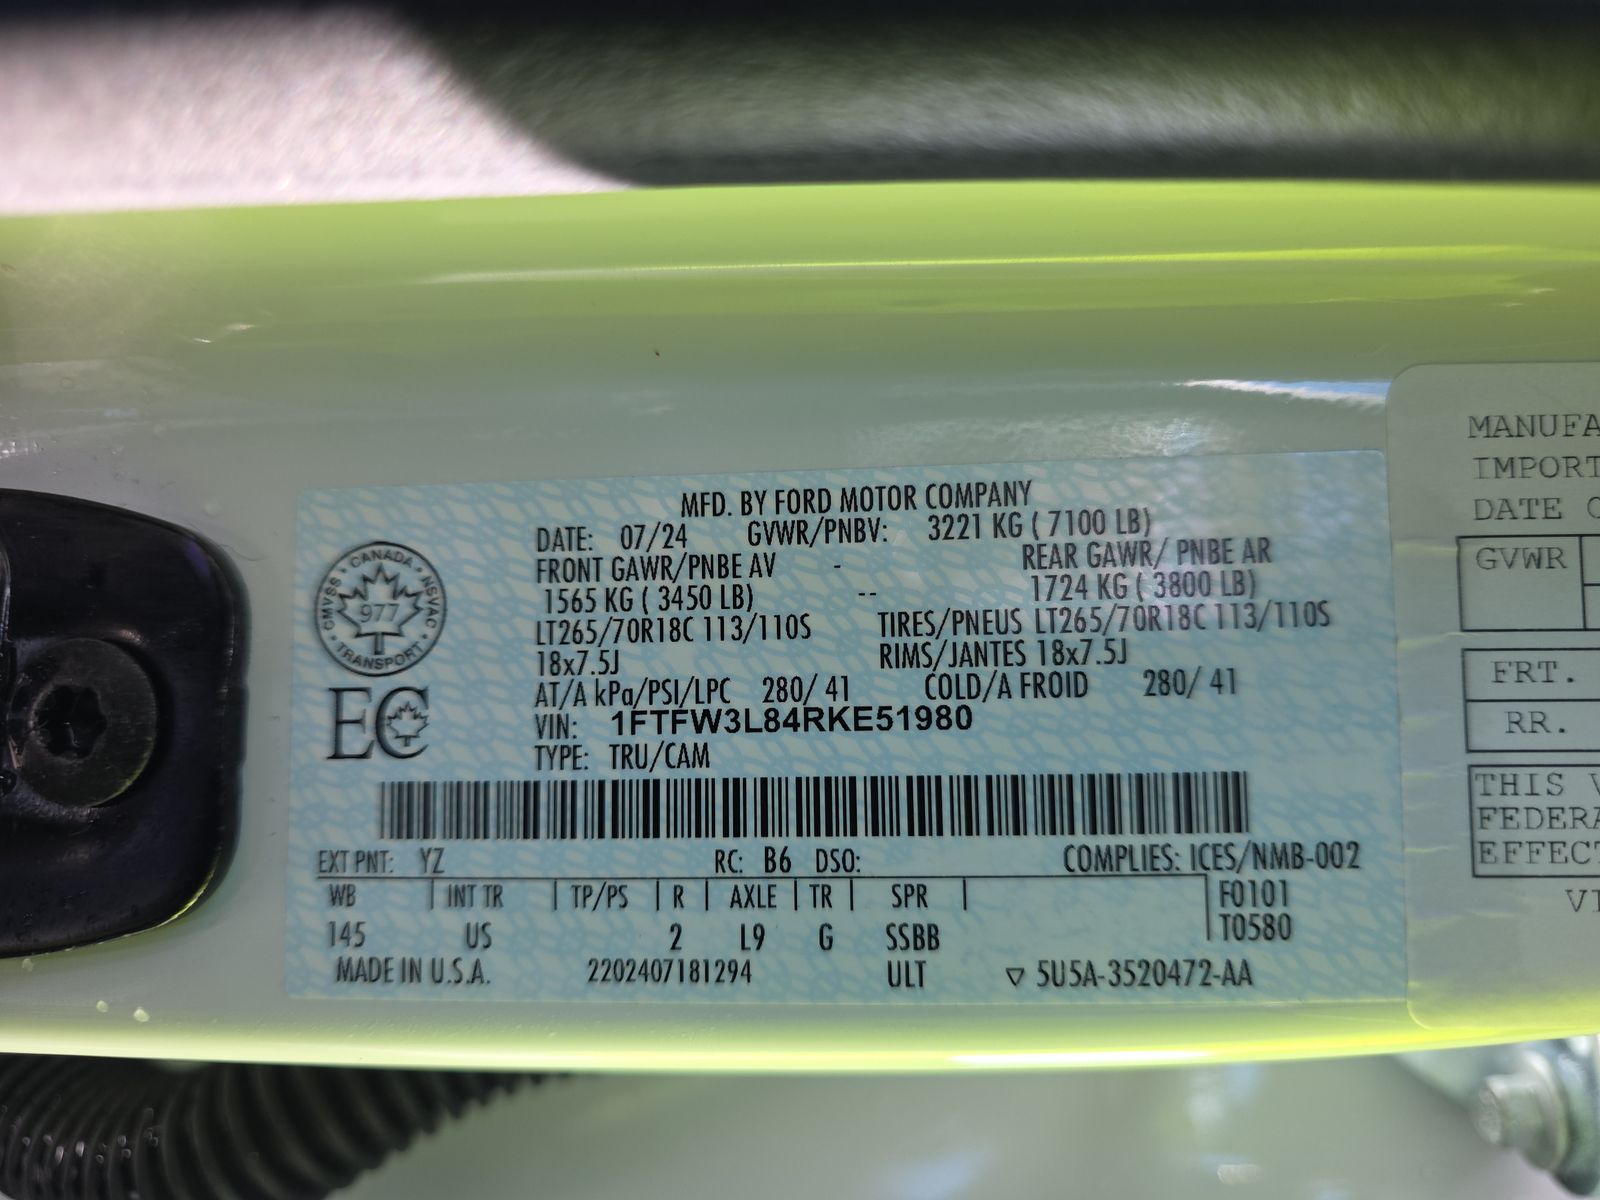 MFD. BY FORD MOTOR COMPANY
DATE: 07/24 GVWR/PNBV: 3221 KG ( 7100 LB)
FRONT GAWR/PNBE AV - REAR GAWR/ PNBE AR
1565 KG ( 3450 LB) -- 1724 KG ( 3800 LB)
LT265/70R18C 113/110S TIRES/PNEUS LT265/70R18C 113/110S
18x7.5J RIMS/JANTES 18x7.5J
AT/A kPa/PSI/LPC 280/ 41 COLD/A FROID 280/ 41
VIN: 1FTFW3L84RKE51980
TYPE: TRU/CAM
CANADA
CMVSS NSVAC
977
TRANSPORT
EC
EXT PNT: YZ RC: B6 DSO: COMPLIES: ICES/NMB-002
WB INT TR TP/PS R AXLE TR SPR F0101
145 US 2 L9 G SSBB T0580
MADE IN U.S.A. 2202407181294 ULT ▽ 5U5A-3520472-AA
MANUFA
IMPORT
DATE
GVWR
FRT.
RR.
THIS V
FEDERA
EFFECT
VI